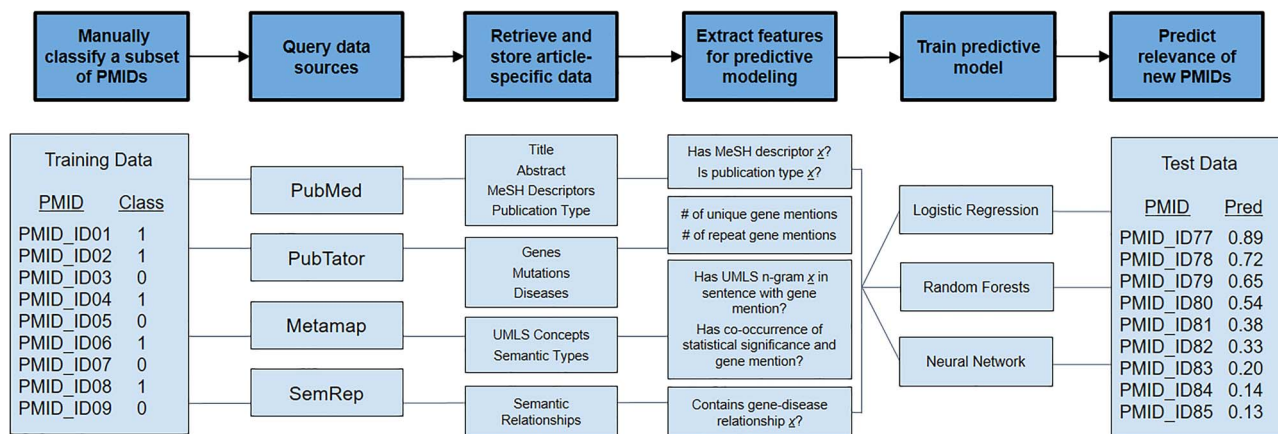 Manually
classify a subset
of PMIDs
Query data
sources
Retrieve and
store article-
specific data
Extract features
for predictive
modeling
Train predictive
model
Predict
relevance of
new PMIDs
Training Data
PMID Class
PMID_ID01 1
PMID_ID02 1
PMID_ID03 0
PMID_ID04 1
PMID_ID05 0
PMID_ID06 1
PMID_ID07 0
PMID_ID08 1
PMID_ID09 0
PubMed
PubTator
Metamap
SemRep
Title
Abstract
MeSH Descriptors
Publication Type
Genes
Mutations
Diseases
UMLS Concepts
Semantic Types
Semantic
Relationships
Has MeSH descriptor x?
Is publication type x?
# of unique gene mentions
# of repeat gene mentions
Has UMLS n-gram x in
sentence with gene
mention?
Has co-occurrence of
statistical significance and
gene mention?
Contains gene-disease
relationship x?
Logistic Regression
Random Forests
Neural Network
Test Data
PMID Pred
PMID_ID77 0.89
PMID_ID78 0.72
PMID_ID79 0.65
PMID_ID80 0.54
PMID_ID81 0.38
PMID_ID82 0.33
PMID_ID83 0.20
PMID_ID84 0.14
PMID_ID85 0.13